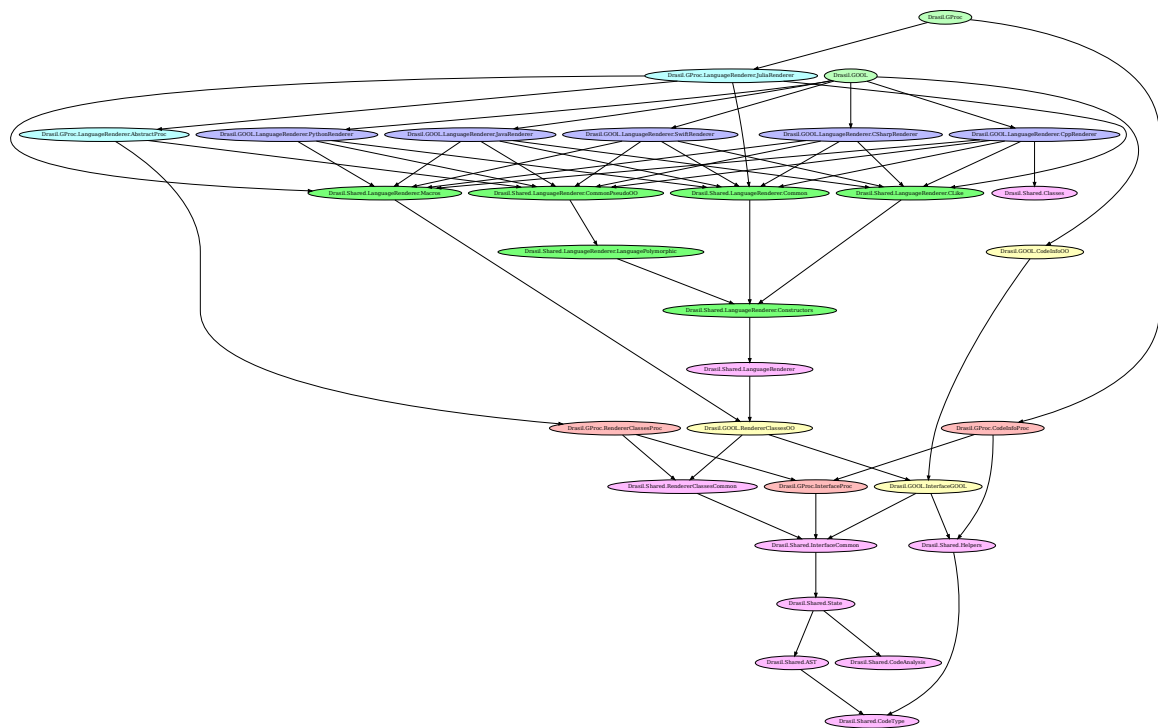 Drasil.GProc
Drasil.GProc.LanguageRenderer.JuliaRenderer
Drasil.GOOL
Drasil.GProc.LanguageRenderer.AbstractProc
Drasil.GOOL.LanguageRenderer.PythonRenderer
Drasil.GOOL.LanguageRenderer.JavaRenderer
Drasil.GOOL.LanguageRenderer.SwiftRenderer
Drasil.GOOL.LanguageRenderer.CSharpRenderer
Drasil.GOOL.LanguageRenderer.CppRenderer
Drasil.Shared.LanguageRenderer.Macros
Drasil.Shared.LanguageRenderer.CommonPseudoOO
Drasil.Shared.LanguageRenderer.Common
Drasil.Shared.LanguageRenderer.CLike
Drasil.Shared.Classes
Drasil.Shared.LanguageRenderer.LanguagePolymorphic
Drasil.GOOL.CodeInfoOO
Drasil.Shared.LanguageRenderer.Constructors
Drasil.Shared.LanguageRenderer
Drasil.GProc.RendererClassesProc
Drasil.GOOL.RendererClassesOO
Drasil.GProc.CodeInfoProc
Drasil.Shared.RendererClassesCommon
Drasil.GProc.InterfaceProc
Drasil.GOOL.InterfaceGOOL
Drasil.Shared.InterfaceCommon
Drasil.Shared.Helpers
Drasil.Shared.State
Drasil.Shared.AST
Drasil.Shared.CodeAnalysis
Drasil.Shared.CodeType